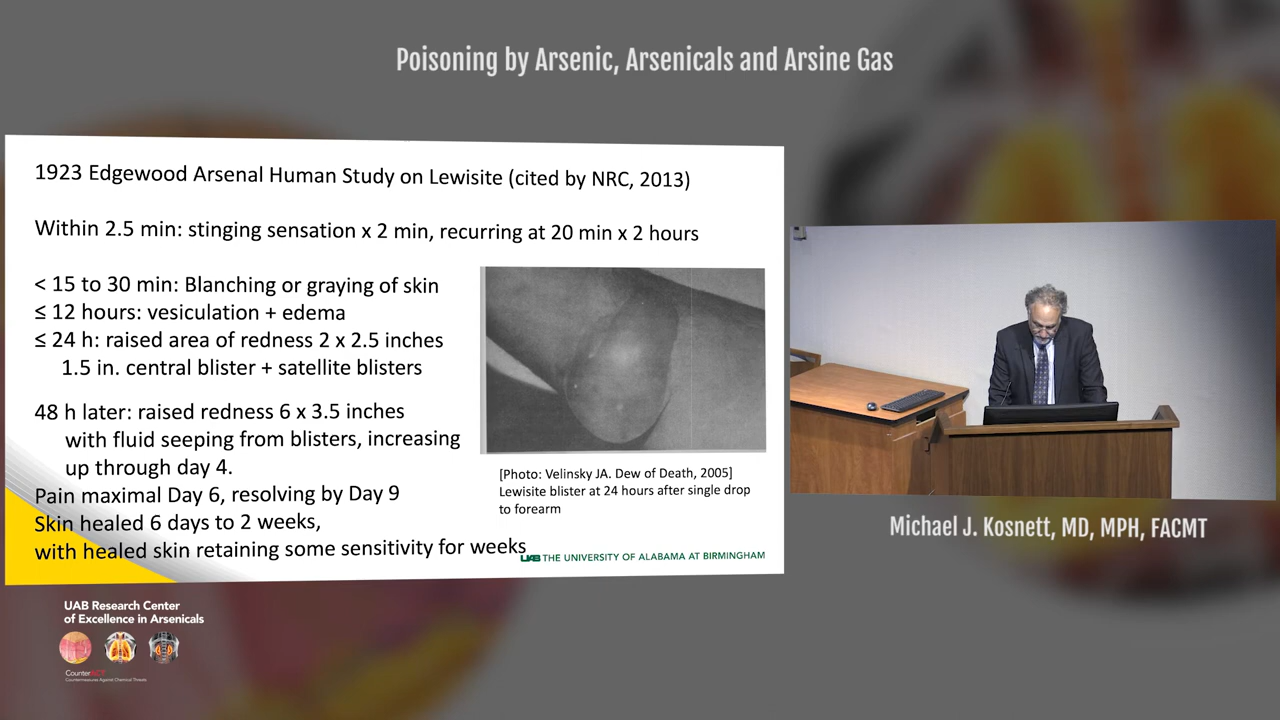 Poisoning by Arsenic, Arsenicals and Arsine Gas
1923 Edgewood Arsenal Human Study on Lewisite (cited by NRC, 2013)
Within 2.5 min: stinging sensation x 2 min, recurring at 20 min x 2 hours
< 15 to 30 min: Blanching or graying of skin
≤ 12 hours: vesiculation + edema
≤ 24 h: raised area of redness 2 x 2.5 inches
1.5 in. central blister + satellite blisters
48 h later: raised redness 6 x 3.5 inches
with fluid seeping from blisters, increasing
up through day 4.
Pain maximal Day 6, resolving by Day 9
Skin healed 6 days to 2 weeks,
with healed skin retaining some sensitivity for weeks
[Photo: Velinsky JA. Dew of Death, 2005]
Lewisite blister at 24 hours after single drop
to forearm
UAB THE UNIVERSITY OF ALABAMA AT BIRMINGHAM
Michael J. Kosnett, MD, MPH, FACMT
UAB Research Center
of Excellence in Arsenicals
Countermeasures Against Chemical Threats